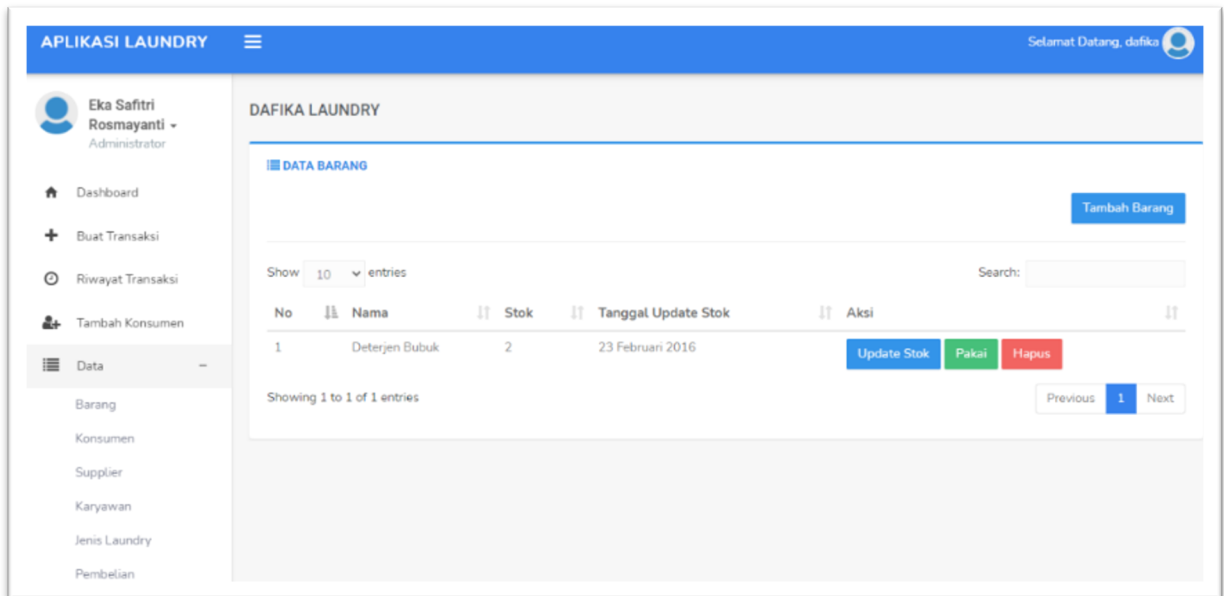 APLIKASI LAUNDRY
Selamat Datang, dafika
Eka Safitri
Rosmayanti
Administrator
Dashboard
Buat Transaksi
Riwayat Transaksi
Tambah Konsumen
Data
Barang
Konsumen
Supplier
Karyawan
Jenis Laundry
Pembelian
DAFIKA LAUNDRY
DATA BARANG
Tambah Barang
Show 10 entries
Search:
No Nama Stok Tanggal Update Stok Aksi
1 Deterjen Bubuk 2 23 Februari 2016 Update Stok Pakai Hapus
Showing 1 to 1 of 1 entries
Previous 1 Next